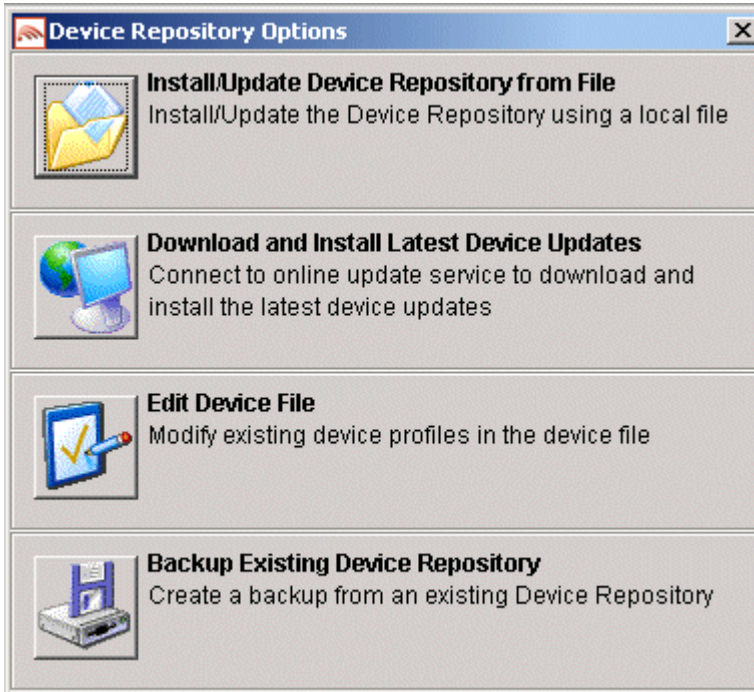 Device Repository Options
Install/Update Device Repository from File
Install/Update the Device Repository using a local file
Download and Install Latest Device Updates
Connect to online update service to download and
install the latest device updates
Edit Device File
Modify existing device profiles in the device file
Backup Existing Device Repository
Create a backup from an existing Device Repository